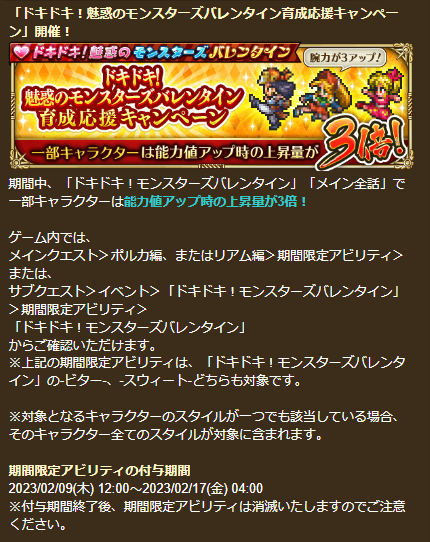 「ドキドキ！魅惑のモンスターズバレンタイン育成応援キャンペー
ン」開催！
ドキドキ！魅惑のモンスターズバレンタイン
腕力が3アップ!
ドキドキ!
魅惑のモンスターズバレンタイン
育成応援キャンペーン
一部キャラクターは能力値アップ時の上昇量が3倍!
期間中、「ドキドキ！モンスターズバレンタイン」「メイン全話」で
一部キャラクターは能力値アップ時の上昇量が3倍！
ゲーム内では、
メインクエスト＞ポルカ編、またはリアム編＞期間限定アビリティ＞
または、
サブクエスト＞イベント＞「ドキドキ！モンスターズバレンタイン」
＞期間限定アビリティ＞
「ドキドキ！モンスターズバレンタイン」
からご確認いただけます。
※上記の期間限定アビリティは、「ドキドキ！モンスターズバレンタ
イン」の-ビター-、-スウィート-どちらも対象です。
※対象となるキャラクターのスタイルが一つでも該当している場合、
そのキャラクター全てのスタイルが対象に含まれます。
期間限定アビリティの付与期間
2023/02/09(木) 12:00～2023/02/17(金) 04:00
※付与期間終了後、期間限定アビリティは消滅いたしますのでご注意
ください。